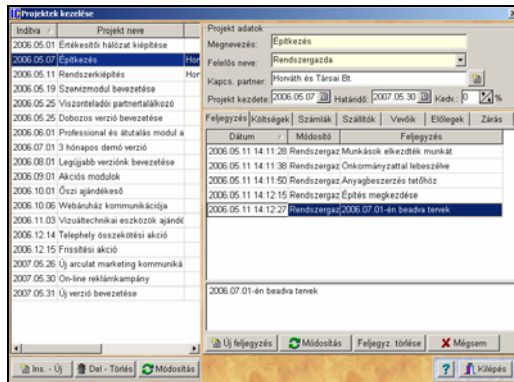 Projektek kezelése
Indítva
Projekt neve
2006.05.01 Értékesítői hálózat kiépítése
2006.05.07 Építkezés Hor
2006.05.11 Rendszerkiépítés Hor
2006.05.19 Szervizmodul bevezetése
2006.05.25 Viszonteladói partnertalálkozó
2006.05.25 Dobozos verzió bevezetése
2006.06.01 Professional és átutalás modul a
2006.07.01 3 hónapos demó verzió
2006.08.01 Legújabb verziónk bevezetése
2006.09.01 Akciós modulok
2006.10.01 Őszi ajándékeső
2006.10.06 Webáruház kommunikációja
2006.11.03 Vizuáltechnikai eszközök ajándé
2006.12.14 Telephely összekötési akció
2006.12.15 Frissítési akció
2007.05.26 Új arculat marketing kommuniká
2007.05.30 On-line reklámkampány
2007.05.31 Új verzió bevezetése
Ins. - Új
Del - Törlés
Módosítás
Projekt adatok
Megnevezés: Építkezés
Felelős neve: Rendszergazda
Kapcs. partner: Horváth és Társai Bt.
Projekt kezdete: 2006.05.07 Határidő: 2007.05.30 Kedv.: 0 %
Feljegyzés Költségek Számlák Szállítók Vevők Előlegek Zárás
Dátum Módosító Feljegyzés
2006.05.11 14:11:28 Rendszergaz Munkások elkezdték munkát
2006.05.11 14:11:38 Rendszergaz Önkormányzattal lebeszélve
2006.05.11 14:11:50 Rendszergaz Anyagbeszerzés tetőhöz
2006.05.11 14:12:15 Rendszergaz Építés megkezdése
2006.05.11 14:12:27 Rendszergaz 2006.07.01-én beadva tervek
2006.07.01-én beadva tervek
Új feljegyzés
Módosítás
Feljegyz. törlése
Mégsem
? Kilépés